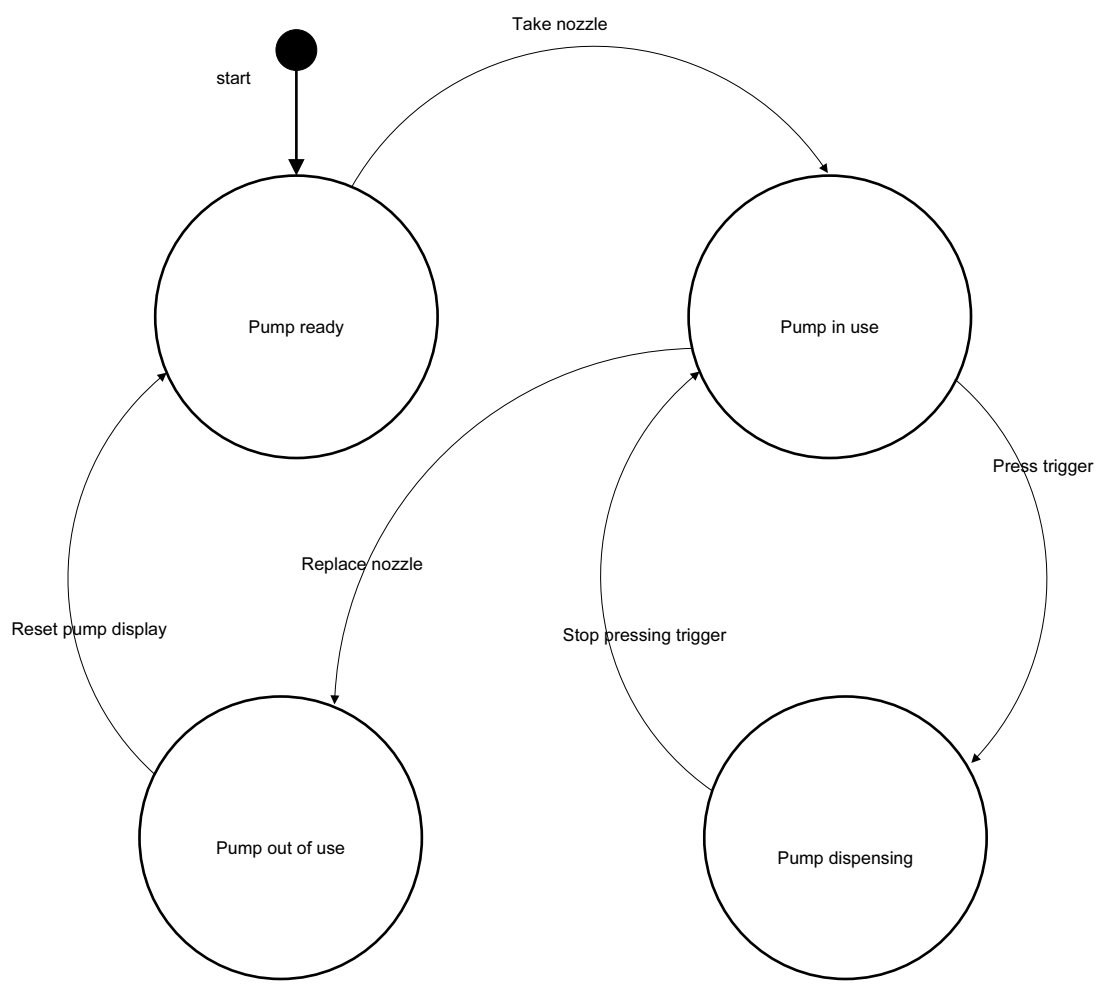 Take nozzle
start
Pump ready
Pump in use
Press trigger
Replace nozzle
Reset pump display
Stop pressing trigger
Pump out of use
Pump dispensing